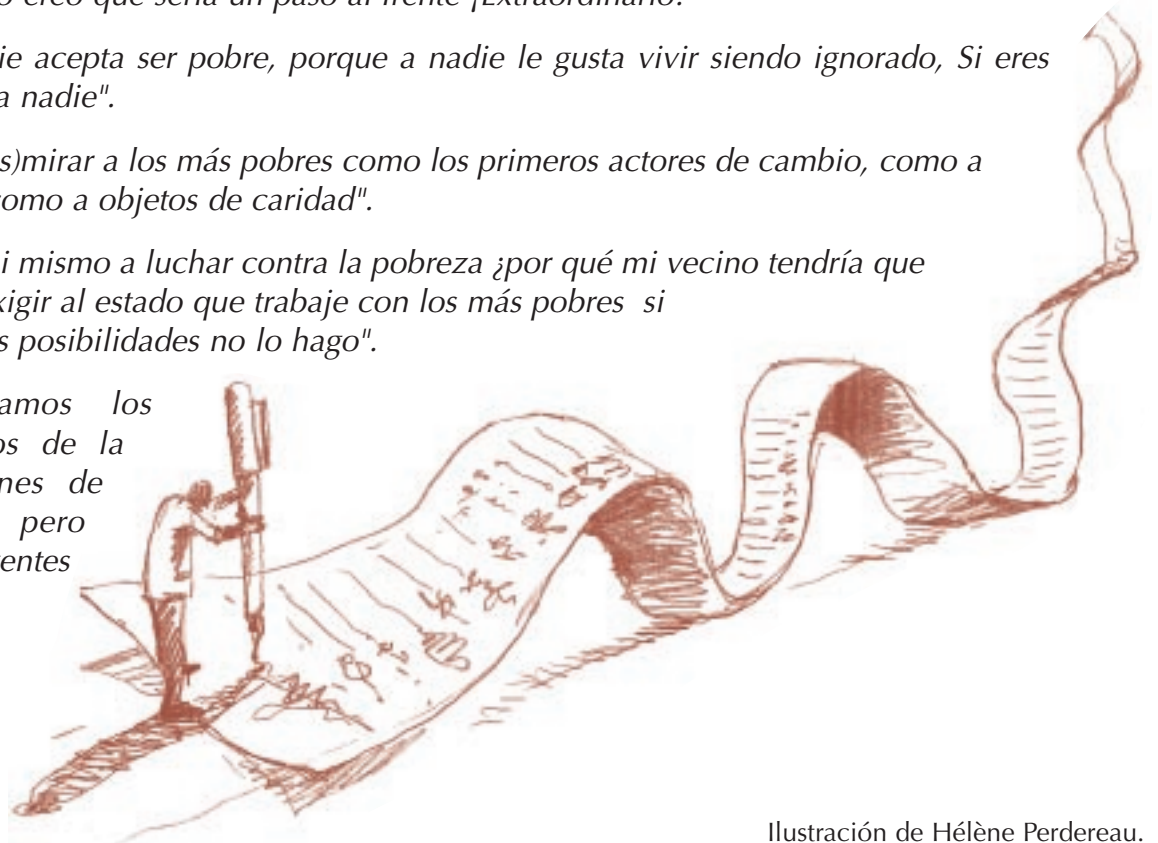 creo que sería un paso al frente ¡Extraordinario!
ie acepta ser pobre, porque a nadie le gusta vivir siendo ignorado, Si eres
a nadie".
s)mirar a los más pobres como los primeros actores de cambio, como a
como a objetos de caridad".
i mismo a luchar contra la pobreza ¿por qué mi vecino tendría que
xigir al estado que trabaje con los más pobres si
s posibilidades no lo hago".
amos los
os de la
nes de
pero
entes
Ilustración de Hélène Perdereau.